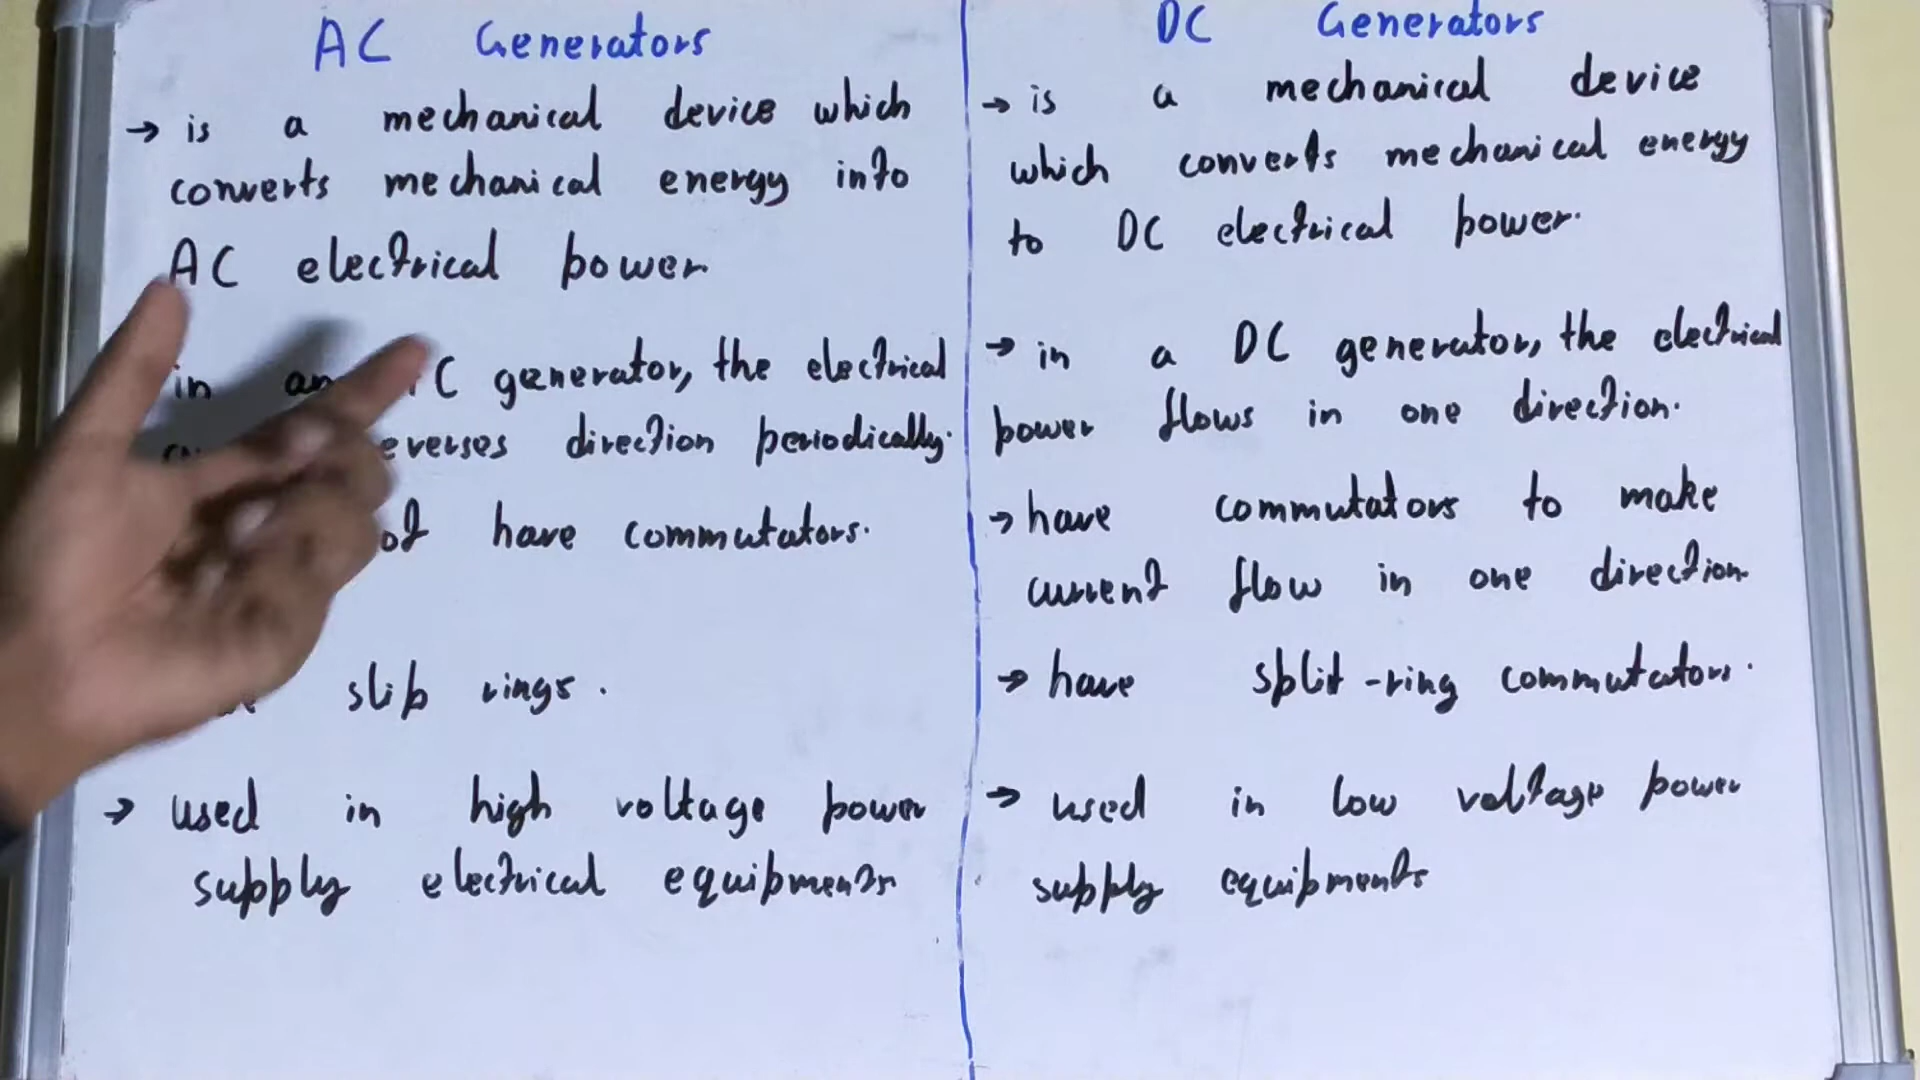 AC Generators
→ is a mechanical device which
converts mechanical energy into
AC electrical power
in an C generator, the electrical
everses direction periodically.
have commutators.
slip rings.
→ used in high voltage power
supply electrical equipments
DC Generators
→ is a mechanical device
which converts mechanical energy
to DC electrical power.
→ in a DC generator, the electrical
power flows in one direction.
→ have commutators to make
current flow in one direction.
→ have split-ring commutators.
→ used in low voltage power
supply equipments